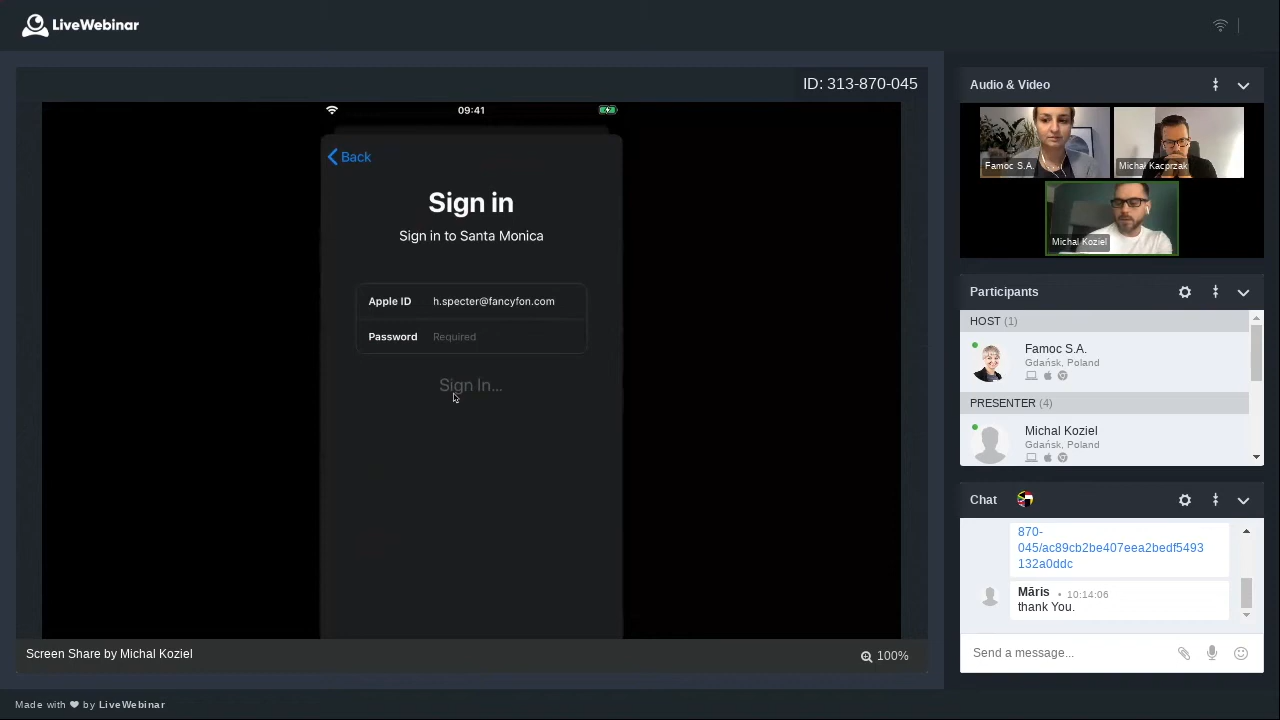 LiveWebinar
ID: 313-870-045
09:41
Back
Sign in
Sign in to Santa Monica
Apple ID h.specter@fancyfon.com
Password Required
Sign In...
Screen Share by Michal Koziel
100%
Audio & Video
Famoc S.A.
Michał Kacprzak
Michal Koziel
Participants
HOST (1)
Famoc S.A.
Gdańsk, Poland
PRESENTER (4)
Michal Koziel
Gdańsk, Poland
Chat
870-
045/ac89cb2be407eea2bedf5493
132a0ddc
Māris • 10:14:06
thank You.
Send a message...
Made with ❤ by LiveWebinar